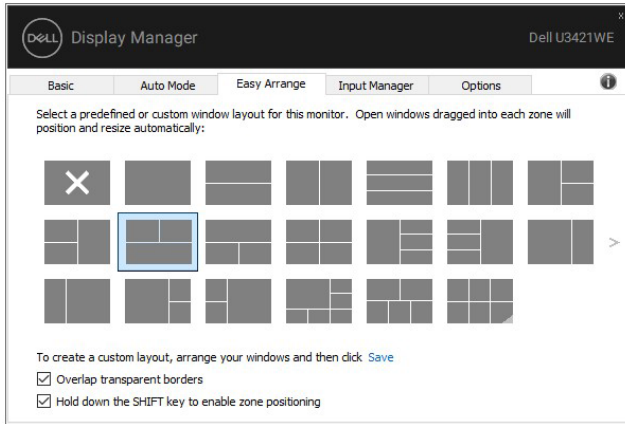 x
DELL Display Manager Dell U3421WE
Basic Auto Mode Easy Arrange Input Manager Options
Select a predefined or custom window layout for this monitor. Open windows dragged into each zone will
position and resize automatically:
To create a custom layout, arrange your windows and then click Save
Overlap transparent borders
Hold down the SHIFT key to enable zone positioning